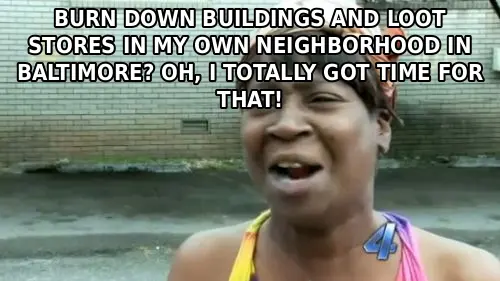 BURN DOWN BUILDINGS AND LOOT
STORES IN MY OWN NEIGHBORHOOD IN
BALTIMORE? OH, I TOTALLY GOT TIME FOR
THAT!
4